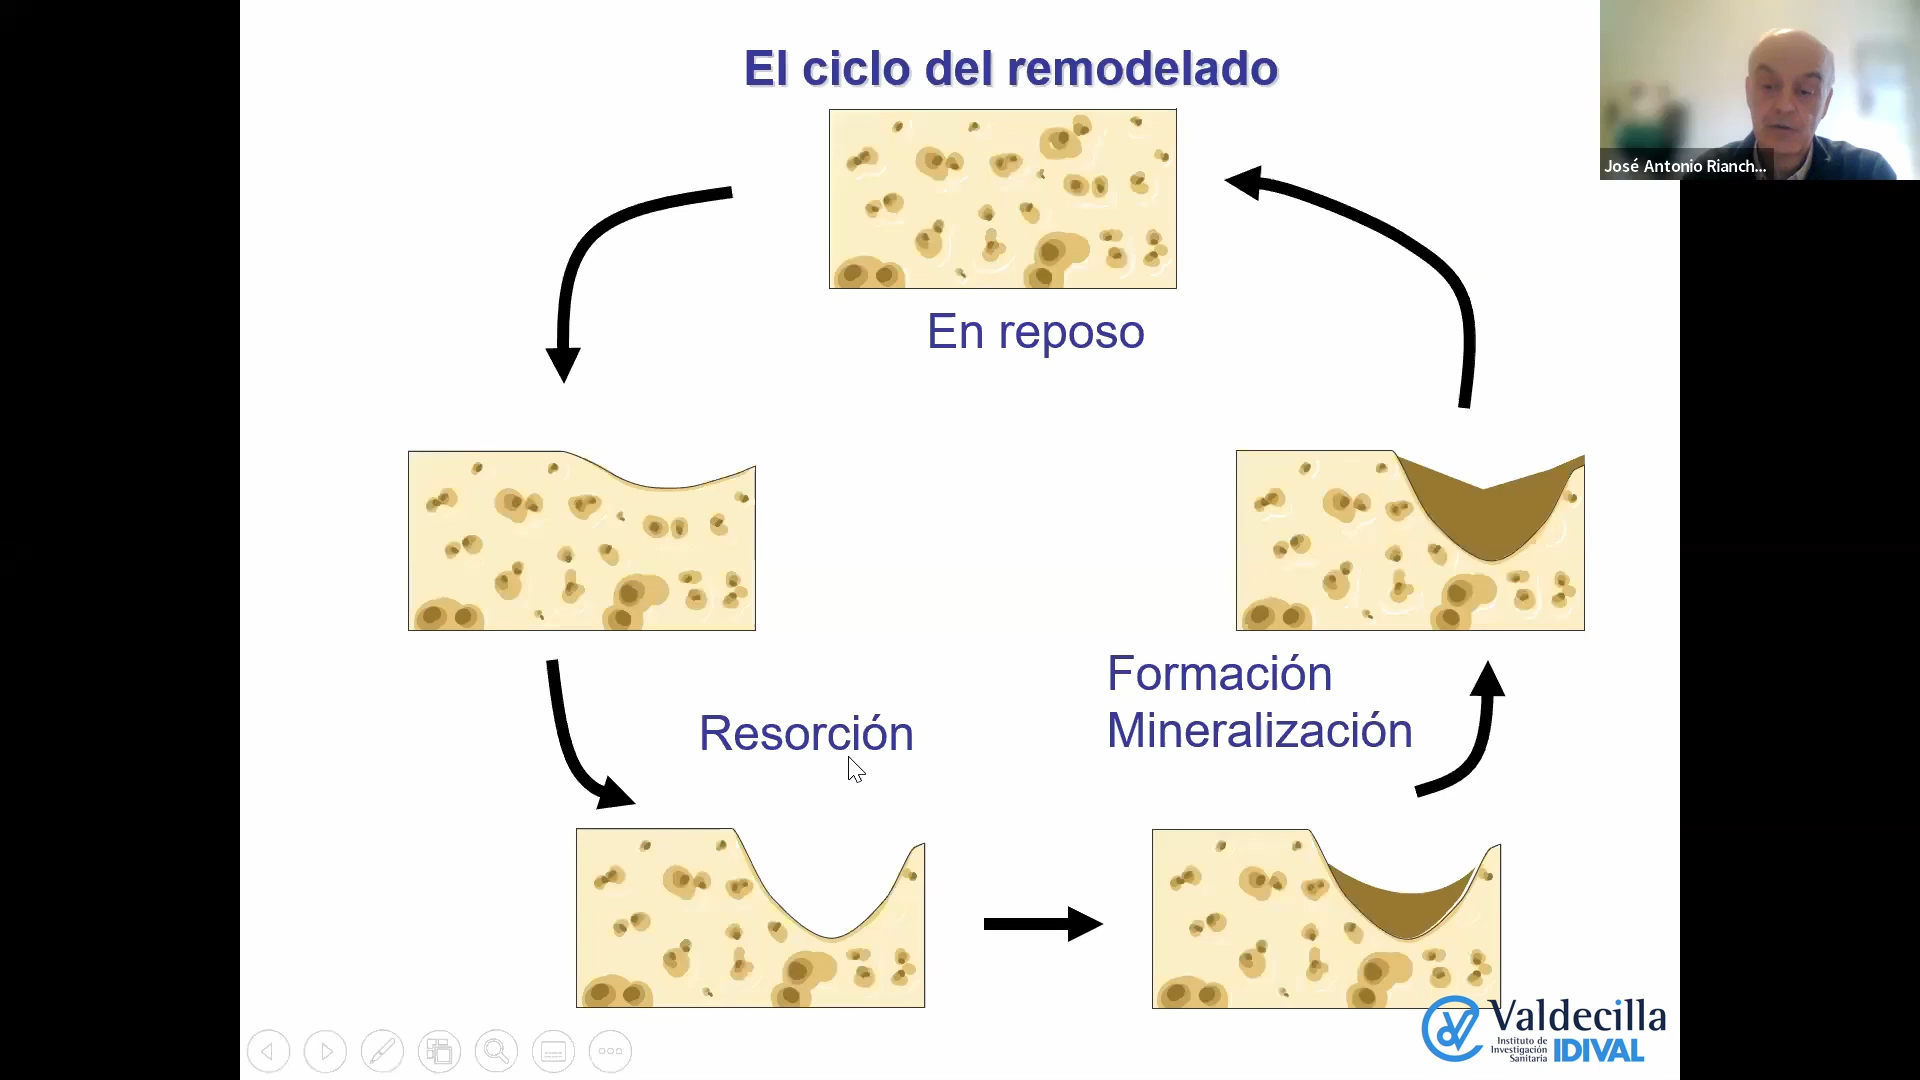 El ciclo del remodelado
José Antonio Rianch...
En reposo
Formación
Mineralización
Resorción
Valdecilla
Instituto de
Investigación
Sanitaria
IDIVAL